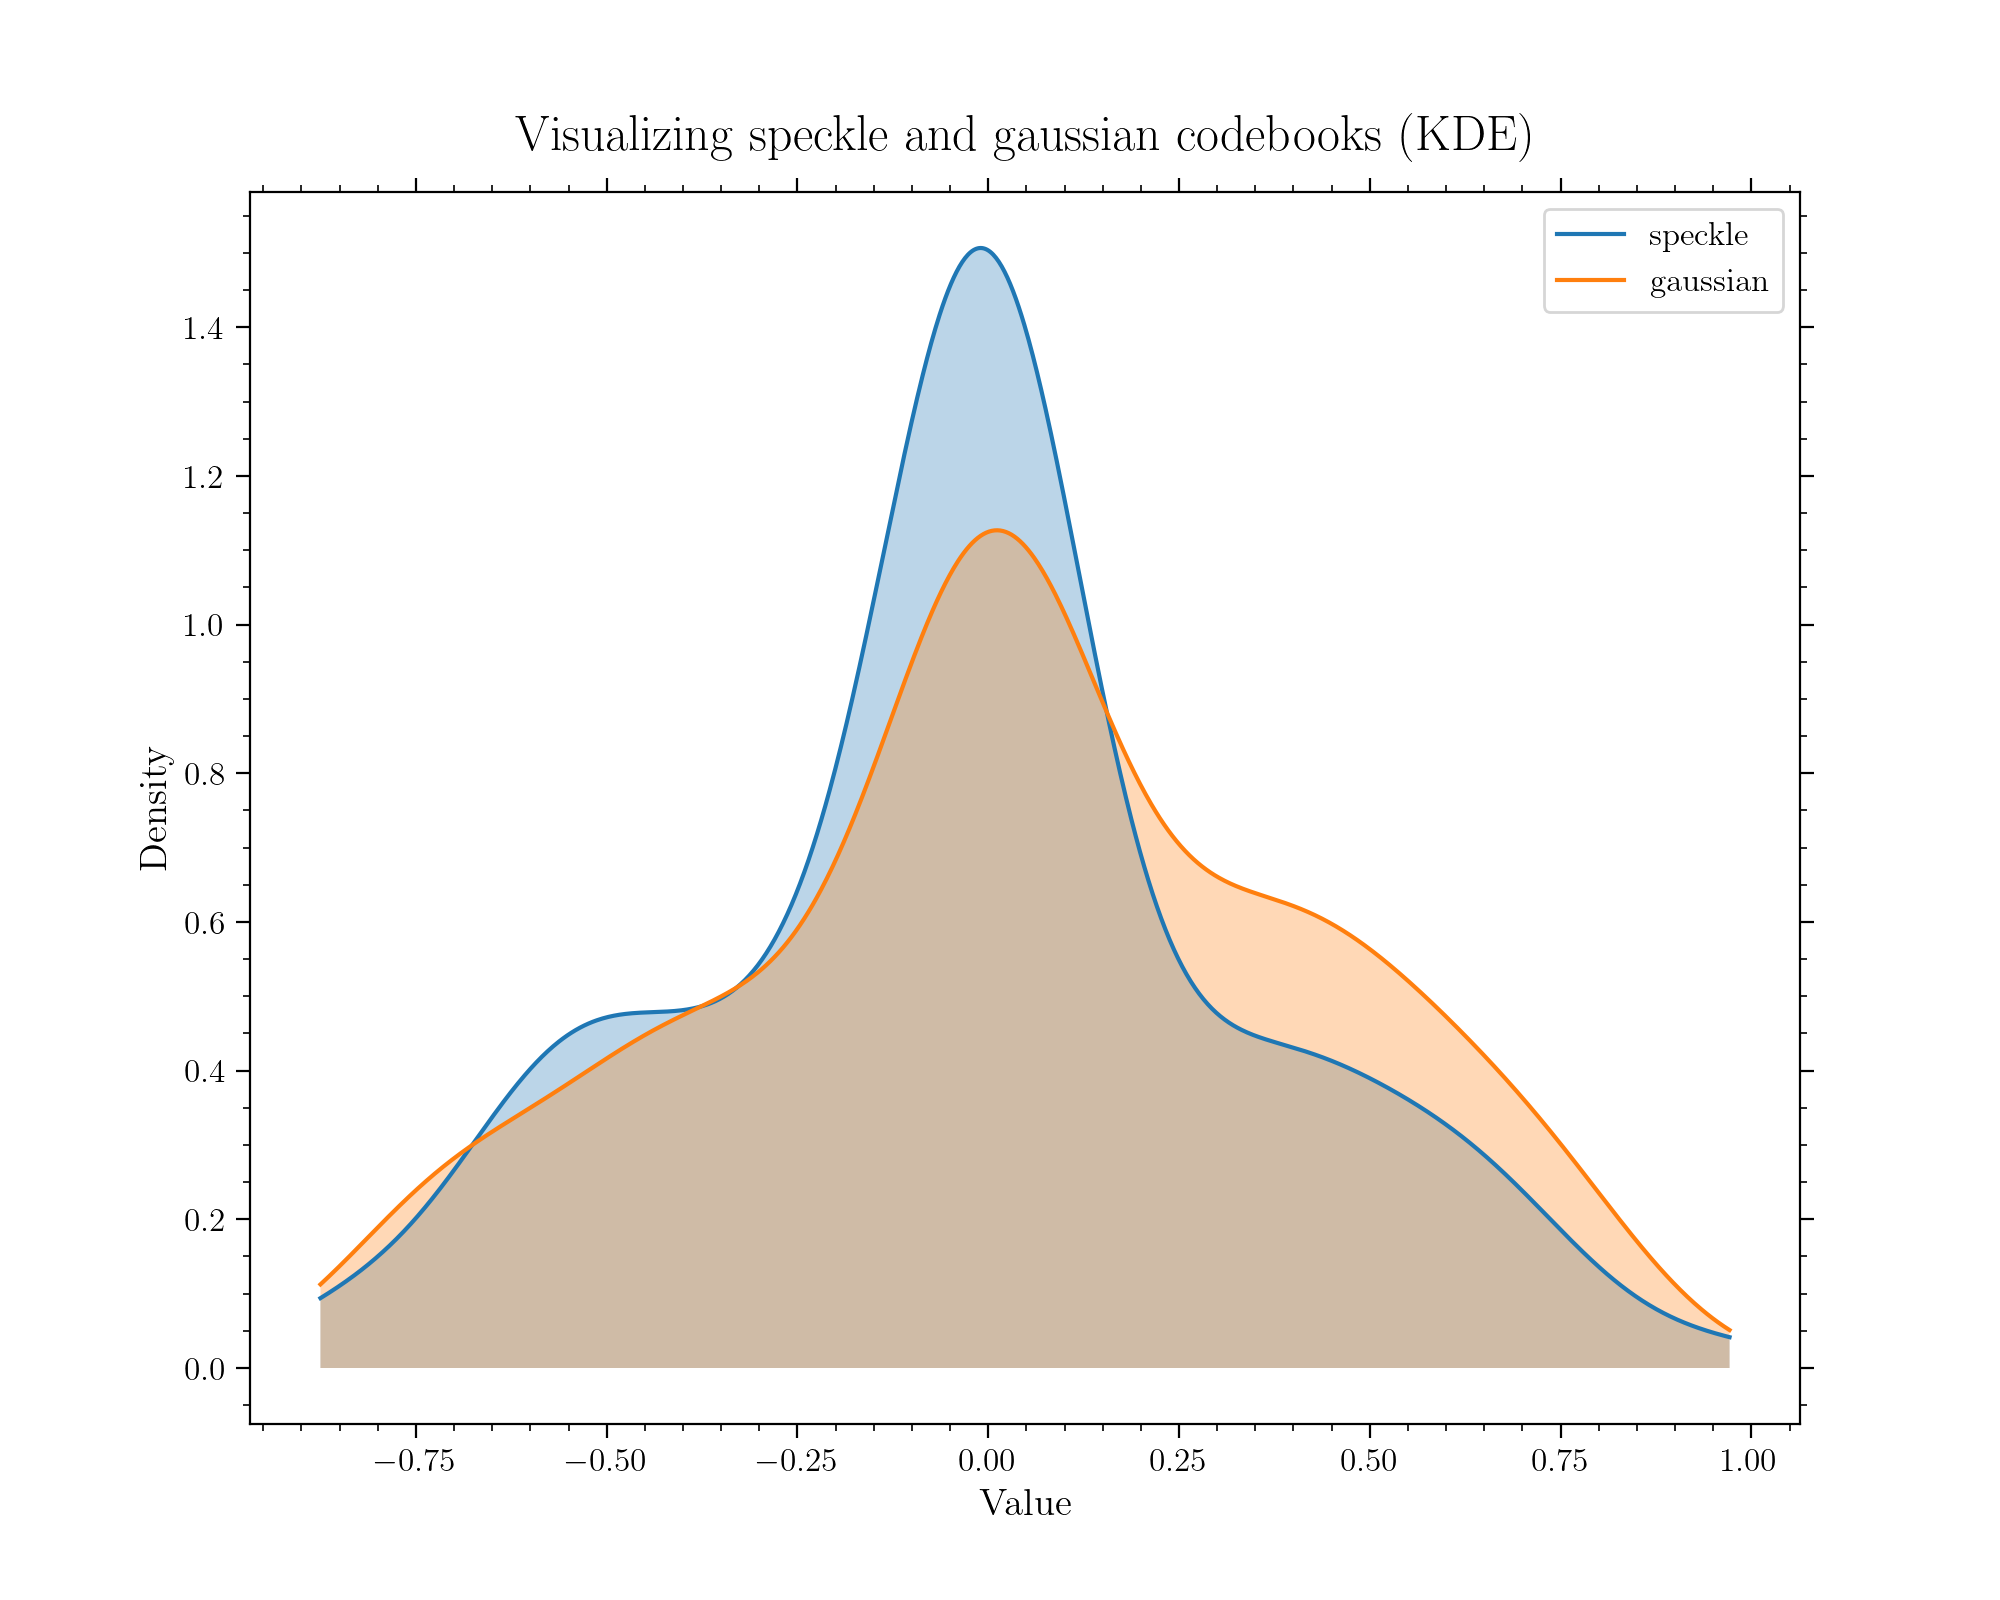 Visualizing speckle and gaussian codebooks (KDE)
speckle
gaussian
1.4
1.2
1.0
0.8
0.6
0.4
0.2
0.0
Density
−0.75 −0.50 −0.25 0.00 0.25 0.50 0.75 1.00
Value